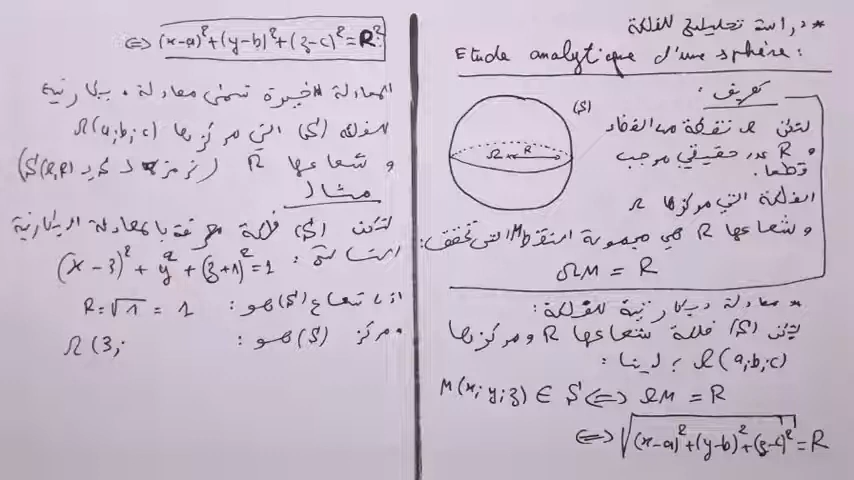 * دراسة تحليلية للفلكة
Etude analytique d'une sphère :
تعريف :
(S)
Ω R
لتكن Ω نقطة من الفضاء
و R عدد حقيقي موجب
قطعا.
الفلكة التي مركزها Ω
و شعاعها R هي مجموعة النقط M التي تحقق :
ΩM = R
* معادلة ديكارتية للفلكة :
لتكن (S) فلكة شعاعها R ومركزها
Ω(a;b;c) ; لدينا :
M(x;y;z) ∈ S ⟺ ΩM = R
⟺ √((x-a)²+(y-b)²+(z-c)²) = R
⟺ (x-a)²+(y-b)²+(z-c)² = R²
المعادلة الأخيرة تسمى معادلة ديكارتية
للفلكة (S) التي مركزها Ω(a;b;c)
و شعاعها R (نرمز S(Ω,R)
مثال
لتكن (S) فلكة معرفة بالمعادلة الديكارتية
التالية : (x-3)²+y²+(z+1)²=1
إذن شعاع (S) هو : R=√1 = 1
و مركز (S) هو : Ω(3;